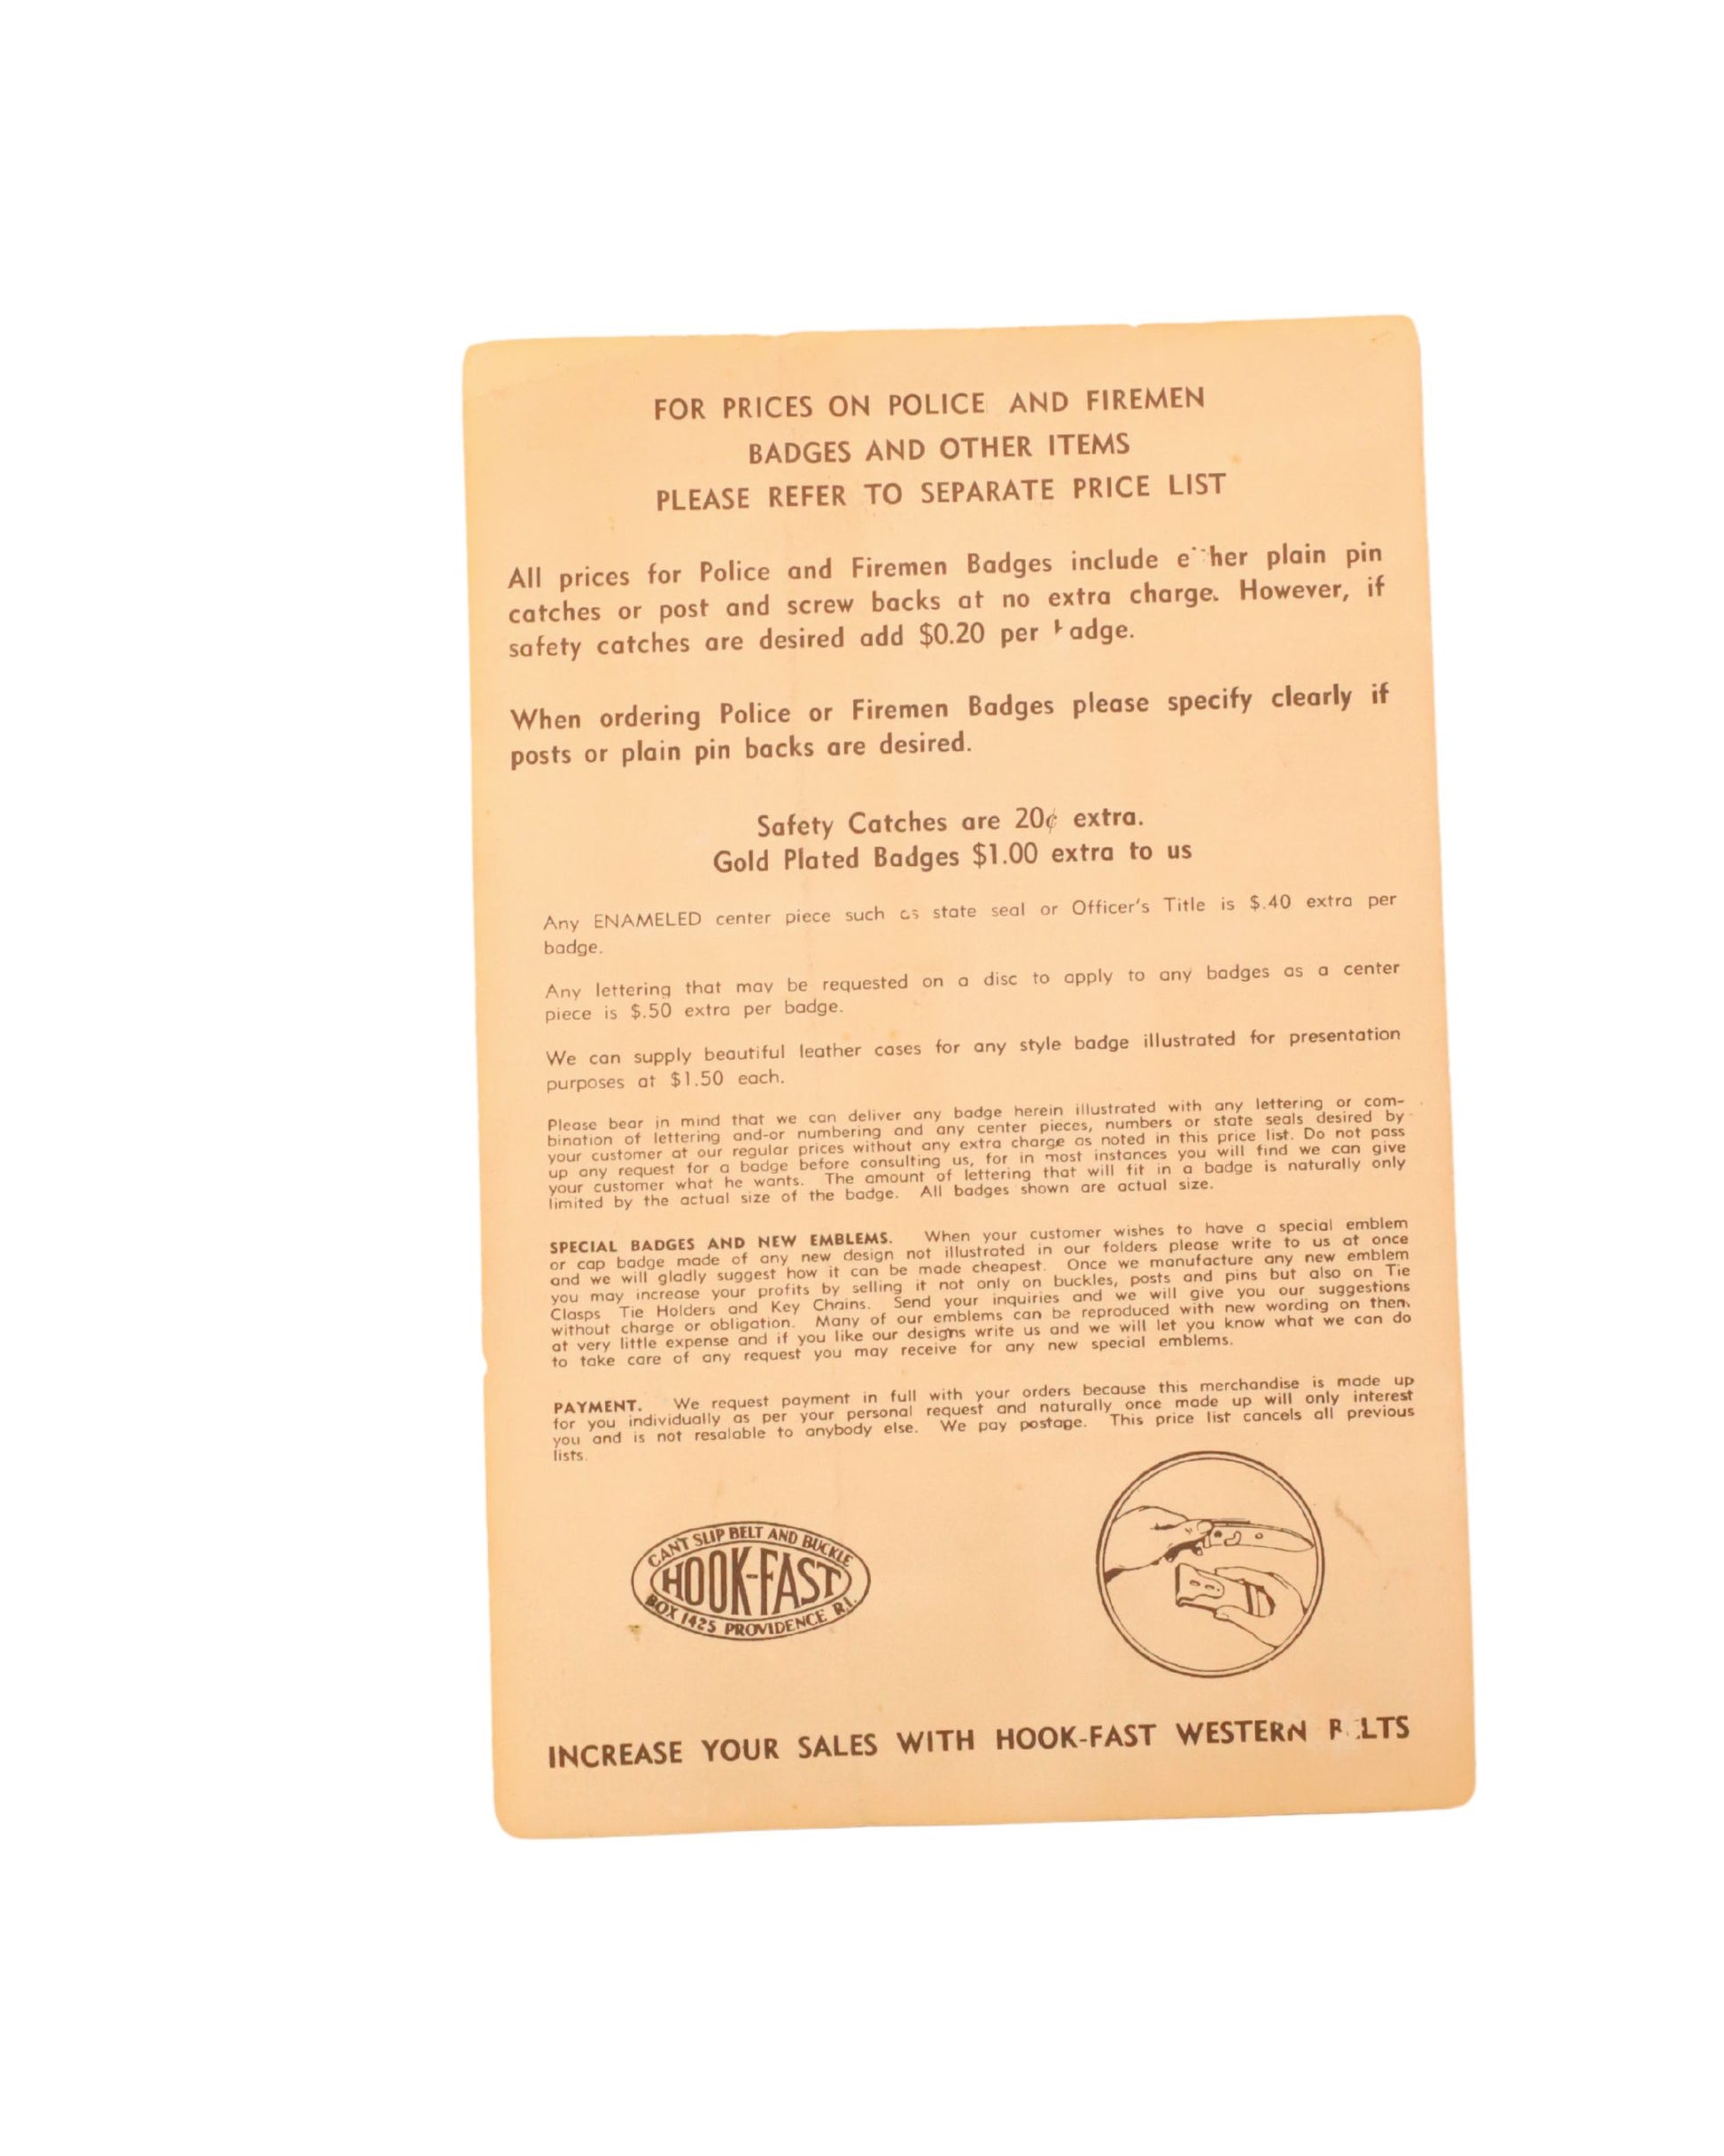 FOR PRICES ON POLICE AND FIREMEN
BADGES AND OTHER ITEMS
PLEASE REFER TO SEPARATE PRICE LIST
All prices for Police and Firemen Badges include either plain pin
catches or post and screw backs at no extra charge. However, if
safety catches are desired add $0.20 per badge.
When ordering Police or Firemen Badges please specify clearly if
posts or plain pin backs are desired.
Safety Catches are 20¢ extra.
Gold Plated Badges $1.00 extra to us
Any ENAMELED center piece such as state seal or Officer's Title is $.40 extra per
badge.
Any lettering that may be requested on a disc to apply to any badges as a center
piece is $.50 extra per badge.
We can supply beautiful leather cases for any style badge illustrated for presentation
purposes at $1.50 each.
Please bear in mind that we can deliver any badge herein illustrated with any lettering or com-
bination of lettering and-or numbering and any center pieces, numbers or state seals desired by
your customer at our regular prices without any extra charge as noted in this price list. Do not pass
up any request for a badge before consulting us, for in most instances you will find we can give
your customer what he wants. The amount of lettering that will fit in a badge is naturally only
limited by the actual size of the badge. All badges shown are actual size.
SPECIAL BADGES AND NEW EMBLEMS. When your customer wishes to have a special emblem
or cap badge made of any new design not illustrated in our folders please write to us at once
and we will gladly suggest how it can be made cheapest. Once we manufacture any new emblem
you may increase your profits by selling it not only on buckles, posts and pins but also on Tie
Clasps Tie Holders and Key Chains. Send your inquiries and we will give you our suggestions
without charge or obligation. Many of our emblems can be reproduced with new wording on them,
at very little expense and if you like our designs write us and we will let you know what we can do
to take care of any request you may receive for any new special emblems.
PAYMENT. We request payment in full with your orders because this merchandise is made up
for you individually as per your personal request and naturally once made up will only interest
you and is not resalable to anybody else. We pay postage. This price list cancels all previous
lists.
CANT SLIP BELT AND BUCKLE
HOOK-FAST
BOX 1425 PROVIDENCE R.I.
INCREASE YOUR SALES WITH HOOK-FAST WESTERN BELTS